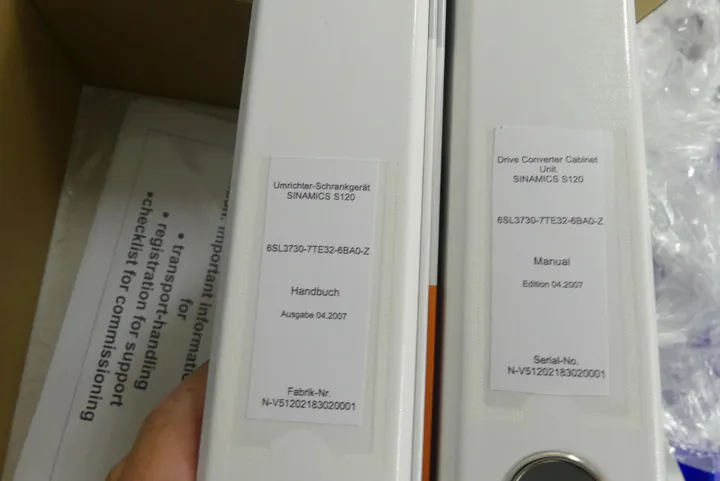 important information
for
• transport-handling
• registration for support
• checklist for commissioning
Umrichter-Schrankgerät
SINAMICS S120
6SL3730-7TE32-6BA0-Z
Handbuch
Ausgabe 04.2007
Fabrik-Nr.
N-V51202183020001
Drive Converter Cabinet
Unit
SINAMICS S120
6SL3730-7TE32-6BA0-Z
Manual
Edition 04.2007
Serial-No.
N-V51202183020001